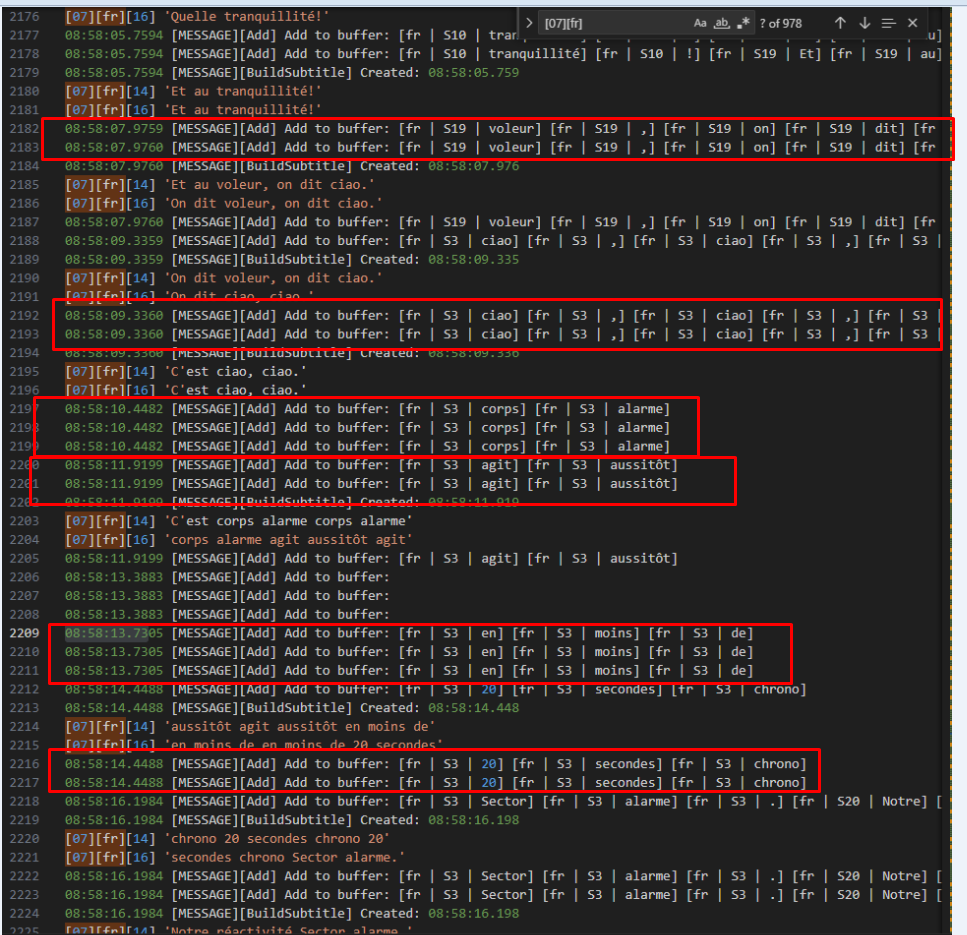 [07][fr]
Aa ab .* ? of 978
2176 [07][fr][16] 'Quelle tranquillité!'
2177 08:58:05.7594 [MESSAGE][Add] Add to buffer: [fr | S10 |
2178 08:58:05.7594 [MESSAGE][Add] Add to buffer: [fr | S10 | tranquillité] [fr | S10 | !] [fr | S19 | Et] [fr | S19 | au]
2179 08:58:05.7594 [MESSAGE][BuildSubtitle] Created: 08:58:05.759
2180 [07][fr][14] 'Et au tranquillité!'
2181 [07][fr][16] 'Et au tranquillité!'
2182 08:58:07.9759 [MESSAGE][Add] Add to buffer: [fr | S19 | voleur] [fr | S19 | ,] [fr | S19 | on] [fr | S19 | dit] [fr
2183 08:58:07.9760 [MESSAGE][Add] Add to buffer: [fr | S19 | voleur] [fr | S19 | ,] [fr | S19 | on] [fr | S19 | dit] [fr
2184 08:58:07.9760 [MESSAGE][BuildSubtitle] Created: 08:58:07.976
2185 [07][fr][14] 'Et au voleur, on dit ciao.'
2186 [07][fr][16] 'On dit voleur, on dit ciao.'
2187 08:58:07.9760 [MESSAGE][Add] Add to buffer: [fr | S19 | voleur] [fr | S19 | ,] [fr | S19 | on] [fr | S19 | dit] [fr
2188 08:58:09.3359 [MESSAGE][Add] Add to buffer: [fr | S3 | ciao] [fr | S3 | ,] [fr | S3 | ciao] [fr | S3 | ,] [fr | S3 |
2189 08:58:09.3359 [MESSAGE][BuildSubtitle] Created: 08:58:09.335
2190 [07][fr][14] 'On dit voleur, on dit ciao.'
2191 [07][fr][16] 'On dit ciao, ciao.'
2192 08:58:09.3360 [MESSAGE][Add] Add to buffer: [fr | S3 | ciao] [fr | S3 | ,] [fr | S3 | ciao] [fr | S3 | ,] [fr | S3 |
2193 08:58:09.3360 [MESSAGE][Add] Add to buffer: [fr | S3 | ciao] [fr | S3 | ,] [fr | S3 | ciao] [fr | S3 | ,] [fr | S3 |
2194 08:58:09.3360 [MESSAGE][BuildSubtitle] Created: 08:58:09.336
2195 [07][fr][14] 'C'est ciao, ciao.'
2196 [07][fr][16] 'C'est ciao, ciao.'
2197 08:58:10.4482 [MESSAGE][Add] Add to buffer: [fr | S3 | corps] [fr | S3 | alarme]
2198 08:58:10.4482 [MESSAGE][Add] Add to buffer: [fr | S3 | corps] [fr | S3 | alarme]
2199 08:58:10.4482 [MESSAGE][Add] Add to buffer: [fr | S3 | corps] [fr | S3 | alarme]
2200 08:58:11.9199 [MESSAGE][Add] Add to buffer: [fr | S3 | agit] [fr | S3 | aussitôt]
2201 08:58:11.9199 [MESSAGE][Add] Add to buffer: [fr | S3 | agit] [fr | S3 | aussitôt]
2202 08:58:11.9199 [MESSAGE][BuildSubtitle] Created: 08:58:11.919
2203 [07][fr][14] 'C'est corps alarme corps alarme'
2204 [07][fr][16] 'corps alarme agit aussitôt agit'
2205 08:58:11.9199 [MESSAGE][Add] Add to buffer: [fr | S3 | agit] [fr | S3 | aussitôt]
2206 08:58:13.3883 [MESSAGE][Add] Add to buffer:
2207 08:58:13.3883 [MESSAGE][Add] Add to buffer:
2208 08:58:13.3883 [MESSAGE][Add] Add to buffer:
2209 08:58:13.7305 [MESSAGE][Add] Add to buffer: [fr | S3 | en] [fr | S3 | moins] [fr | S3 | de]
2210 08:58:13.7305 [MESSAGE][Add] Add to buffer: [fr | S3 | en] [fr | S3 | moins] [fr | S3 | de]
2211 08:58:13.7305 [MESSAGE][Add] Add to buffer: [fr | S3 | en] [fr | S3 | moins] [fr | S3 | de]
2212 08:58:14.4488 [MESSAGE][Add] Add to buffer: [fr | S3 | 20] [fr | S3 | secondes] [fr | S3 | chrono]
2213 08:58:14.4488 [MESSAGE][BuildSubtitle] Created: 08:58:14.448
2214 [07][fr][14] 'aussitôt agit aussitôt en moins de'
2215 [07][fr][16] 'en moins de en moins de 20 secondes'
2216 08:58:14.4488 [MESSAGE][Add] Add to buffer: [fr | S3 | 20] [fr | S3 | secondes] [fr | S3 | chrono]
2217 08:58:14.4488 [MESSAGE][Add] Add to buffer: [fr | S3 | 20] [fr | S3 | secondes] [fr | S3 | chrono]
2218 08:58:16.1984 [MESSAGE][Add] Add to buffer: [fr | S3 | Sector] [fr | S3 | alarme] [fr | S3 | .] [fr | S20 | Notre] [
2219 08:58:16.1984 [MESSAGE][BuildSubtitle] Created: 08:58:16.198
2220 [07][fr][14] 'chrono 20 secondes chrono 20'
2221 [07][fr][16] 'secondes chrono Sector alarme.'
2222 08:58:16.1984 [MESSAGE][Add] Add to buffer: [fr | S3 | Sector] [fr | S3 | alarme] [fr | S3 | .] [fr | S20 | Notre] [
2223 08:58:16.1984 [MESSAGE][Add] Add to buffer: [fr | S3 | Sector] [fr | S3 | alarme] [fr | S3 | .] [fr | S20 | Notre] [
2224 08:58:16.1984 [MESSAGE][BuildSubtitle] Created: 08:58:16.198
2225 [07][fr][14] 'Notre réactivité Sector alarme.'